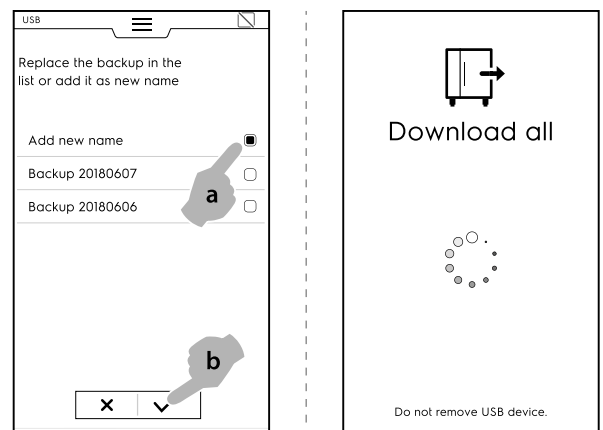 USB
Replace the backup in the
list or add it as new name
Add new name
Backup 20180607
Backup 20180606
a
b
Download all
Do not remove USB device.